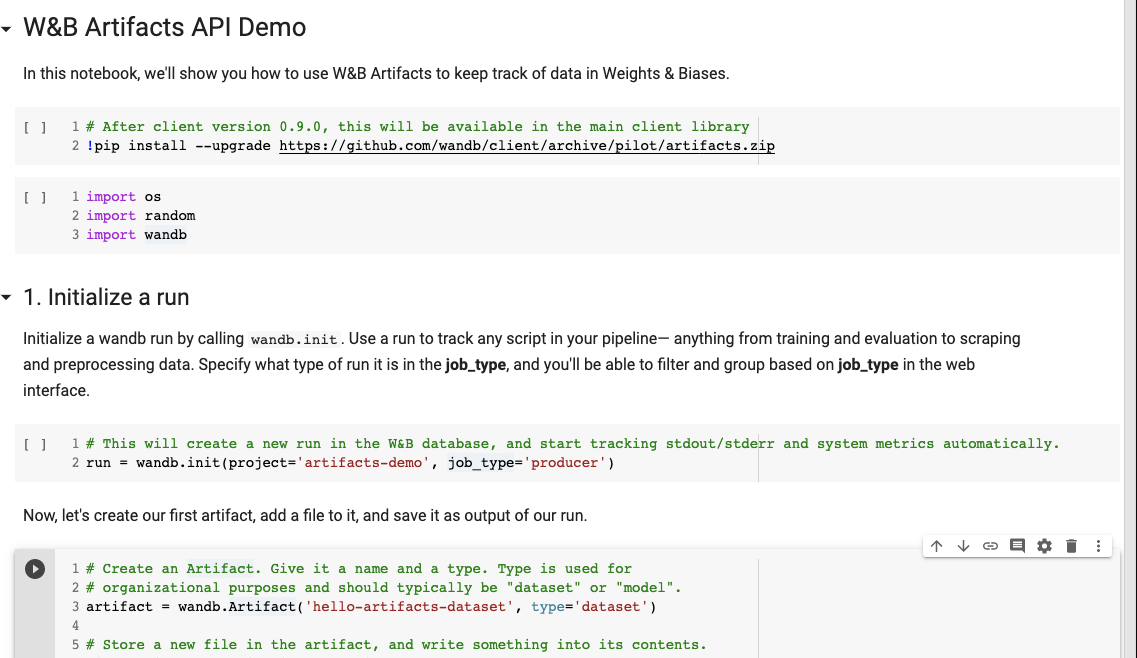 W&B Artifacts API Demo
In this notebook, we'll show you how to use W&B Artifacts to keep track of data in Weights & Biases.
[ ] 1 # After client version 0.9.0, this will be available in the main client library
2 !pip install --upgrade https://github.com/wandb/client/archive/pilot/artifacts.zip
[ ] 1 import os
2 import random
3 import wandb
1. Initialize a run
Initialize a wandb run by calling wandb.init. Use a run to track any script in your pipeline— anything from training and evaluation to scraping
and preprocessing data. Specify what type of run it is in the job_type, and you'll be able to filter and group based on job_type in the web
interface.
[ ] 1 # This will create a new run in the W&B database, and start tracking stdout/stderr and system metrics automatically.
2 run = wandb.init(project='artifacts-demo', job_type='producer')
Now, let's create our first artifact, add a file to it, and save it as output of our run.
1 # Create an Artifact. Give it a name and a type. Type is used for
2 # organizational purposes and should typically be "dataset" or "model".
3 artifact = wandb.Artifact('hello-artifacts-dataset', type='dataset')
4
5 # Store a new file in the artifact, and write something into its contents.